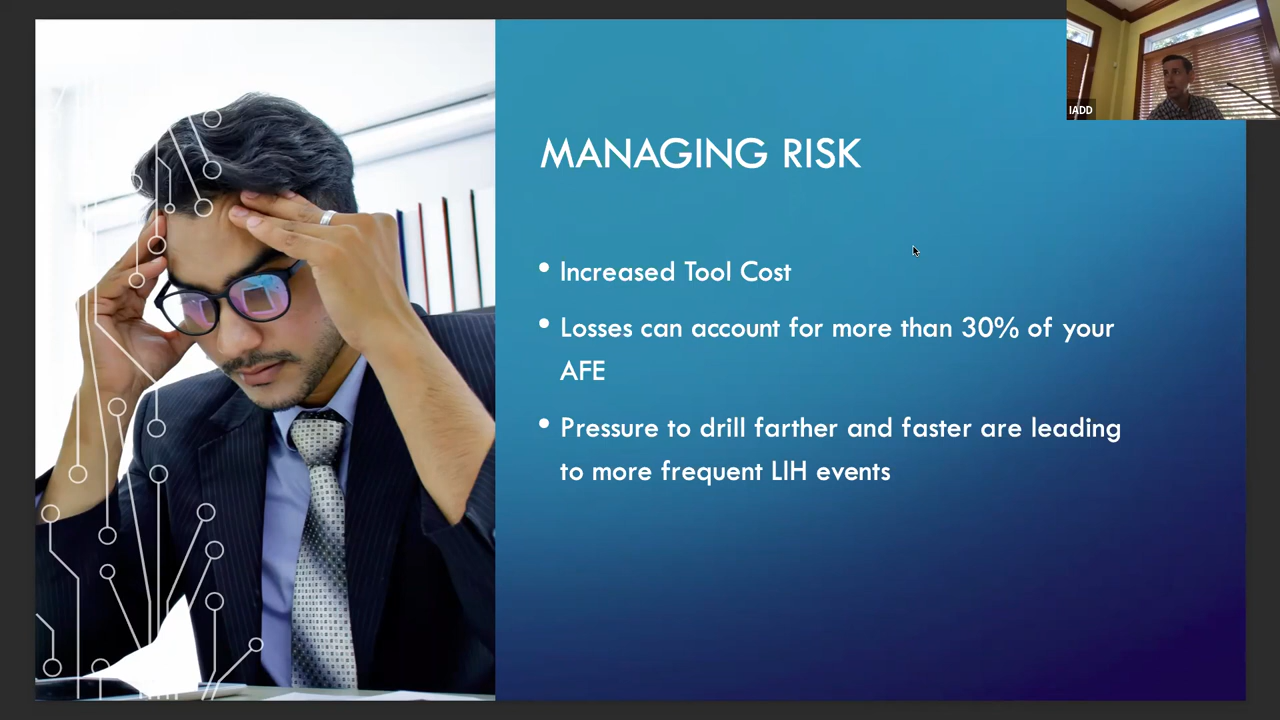 IADD
MANAGING RISK
• Increased Tool Cost
• Losses can account for more than 30% of your
AFE
• Pressure to drill farther and faster are leading
to more frequent LIH events